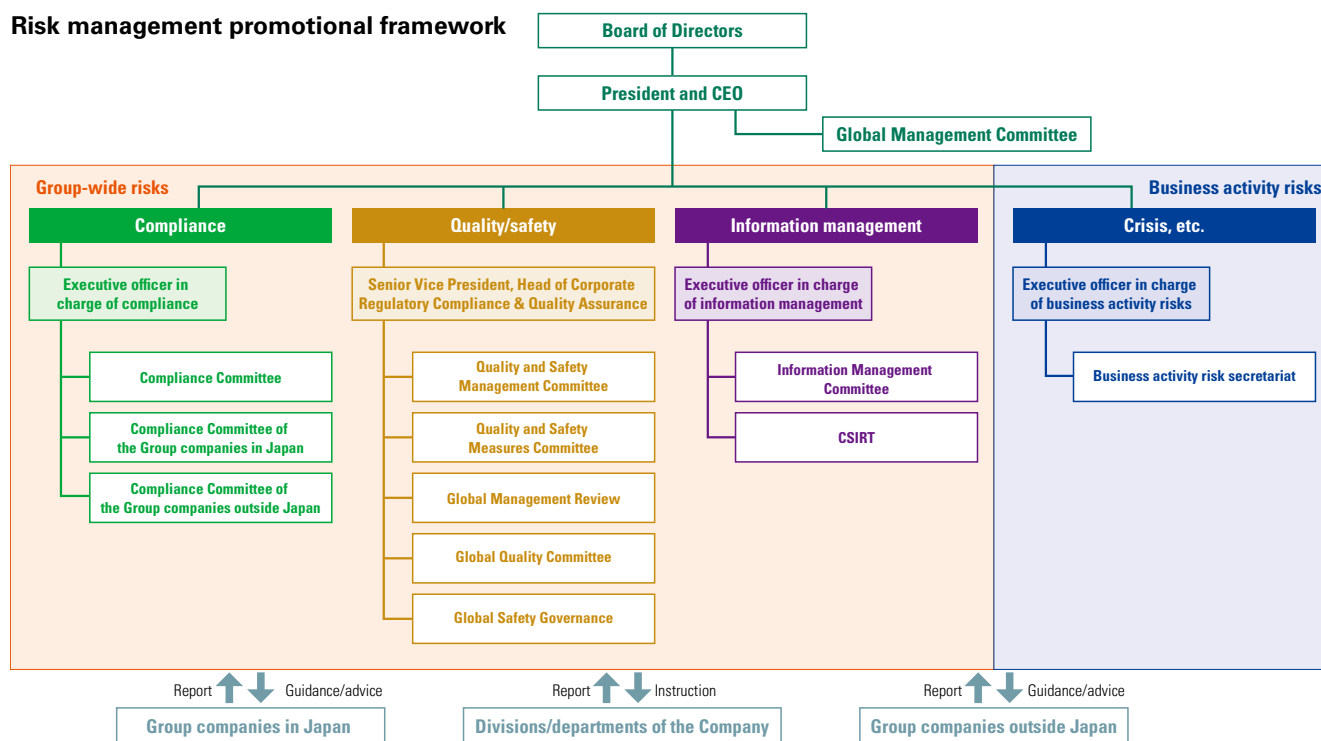 Risk management promotional framework
Board of Directors
President and CEO
Global Management Committee
Group-wide risks
Business activity risks
Compliance
Executive officer in
charge of compliance
Compliance Committee
Compliance Committee of
the Group companies in Japan
Compliance Committee of
the Group companies outside Japan
Quality/safety
Senior Vice President, Head of Corporate
Regulatory Compliance & Quality Assurance
Quality and Safety
Management Committee
Quality and Safety
Measures Committee
Global Management Review
Global Quality Committee
Global Safety Governance
Information management
Executive officer in charge
of information management
Information Management
Committee
CSIRT
Crisis, etc.
Executive officer in charge
of business activity risks
Business activity risk secretariat
Report
Guidance/advice
Group companies in Japan
Report
Instruction
Divisions/departments of the Company
Report
Guidance/advice
Group companies outside Japan